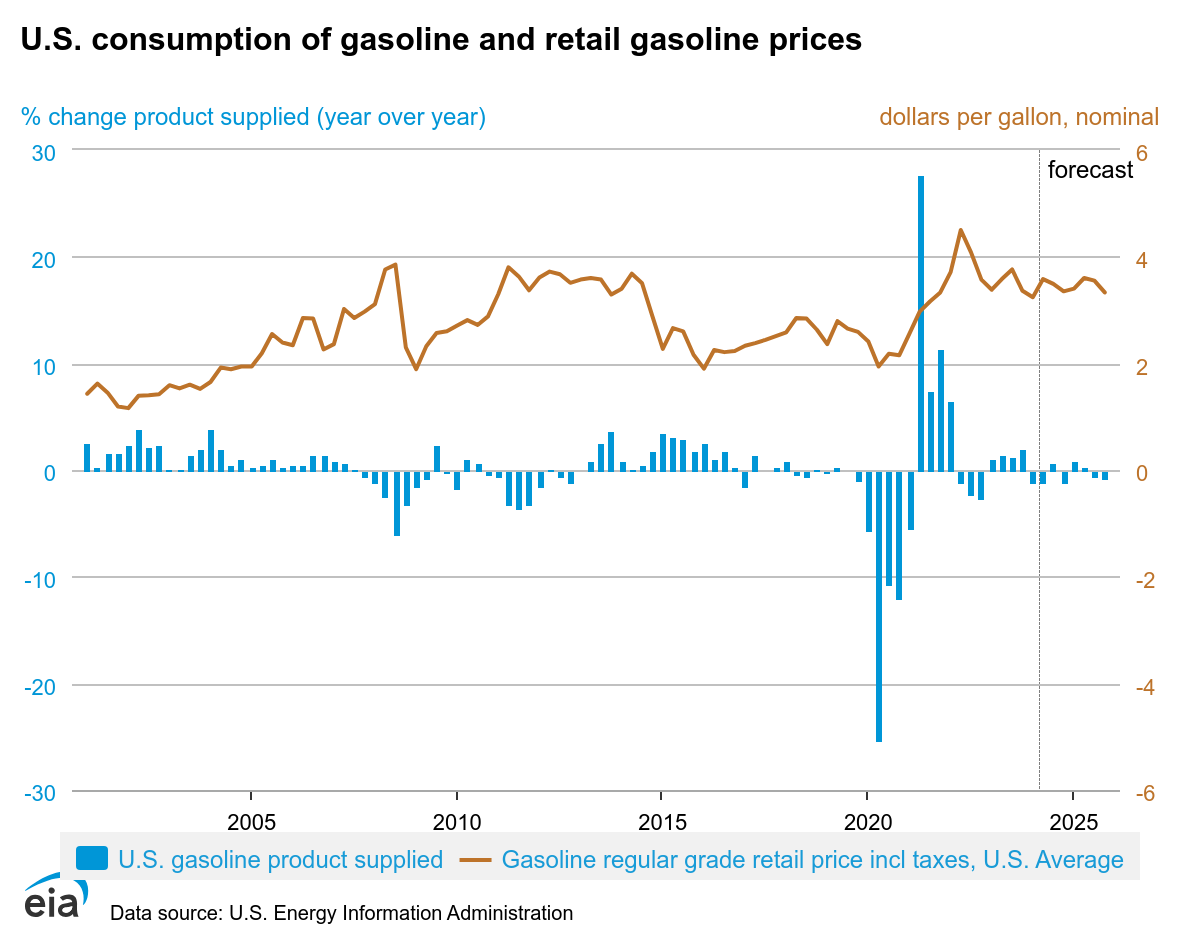 U.S. consumption of gasoline and retail gasoline prices
% change product supplied (year over year) dollars per gallon, nominal
30 6
forecast
20 4
10 2
0 0
-10 -2
-20 -4
-30 -6
2005 2010 2015 2020 2025
U.S. gasoline product supplied Gasoline regular grade retail price incl taxes, U.S. Average
eia
Data source: U.S. Energy Information Administration